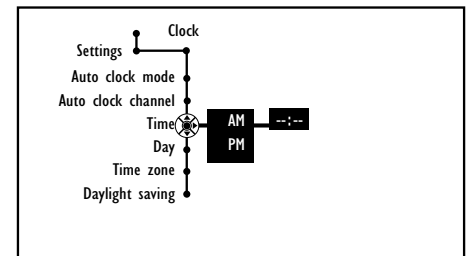 Clock
Settings
Auto clock mode
Auto clock channel
Time AM --:--
Day PM
Time zone
Daylight saving